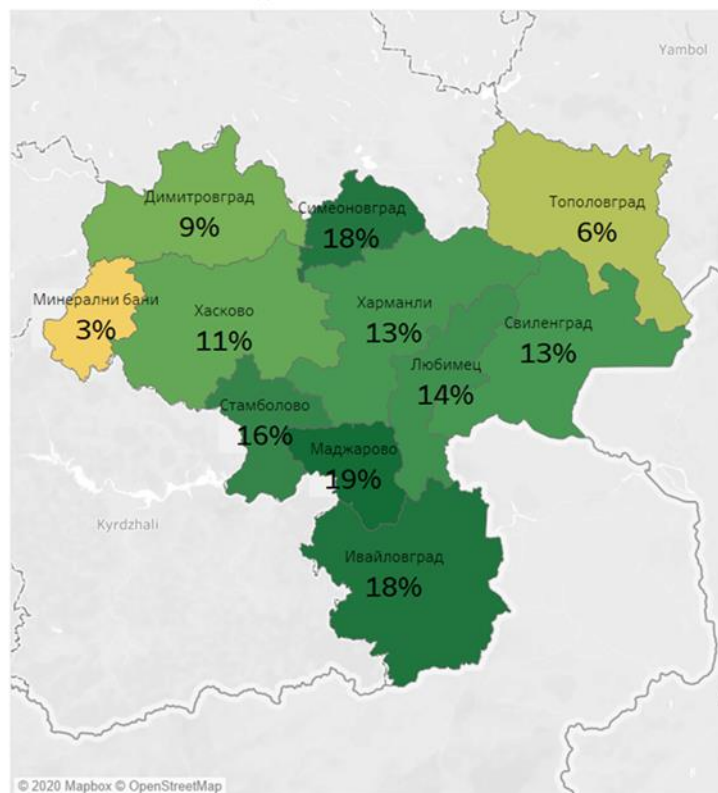 Yambol
Димитровград
9%
Симеоновград
18%
Тополовград
6%
Минерални бани
3%
Хасково
11%
Харманли
13%
Свиленград
13%
Любимец
14%
Стамболово
16%
Маджарово
19%
Kyrdzhali
Ивайловград
18%
© 2020 Mapbox © OpenStreetMap